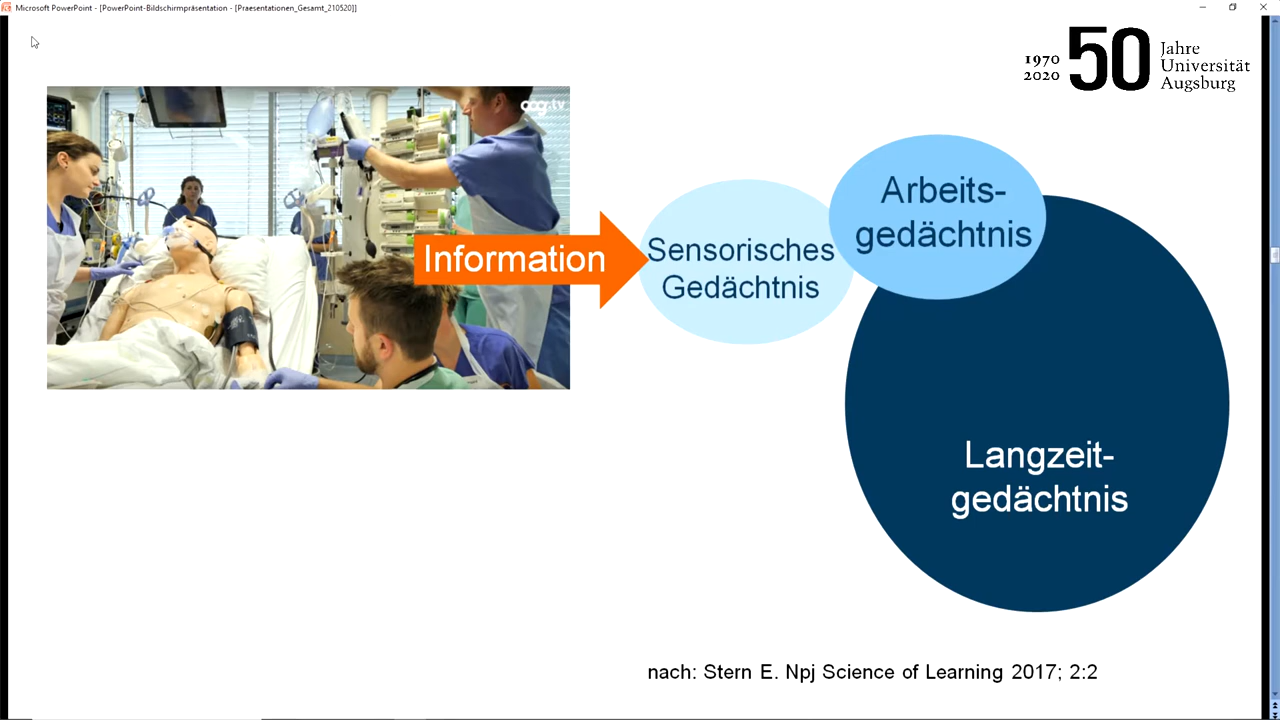 Microsoft PowerPoint - [PowerPoint-Bildschirmpräsentation - [Praesentationen_Gesamt_210520]]
1970
2020
50
Jahre
Universität
Augsburg
Information
Sensorisches
Gedächtnis
Arbeits-
gedächtnis
Langzeit-
gedächtnis
nach: Stern E. Npj Science of Learning 2017; 2:2